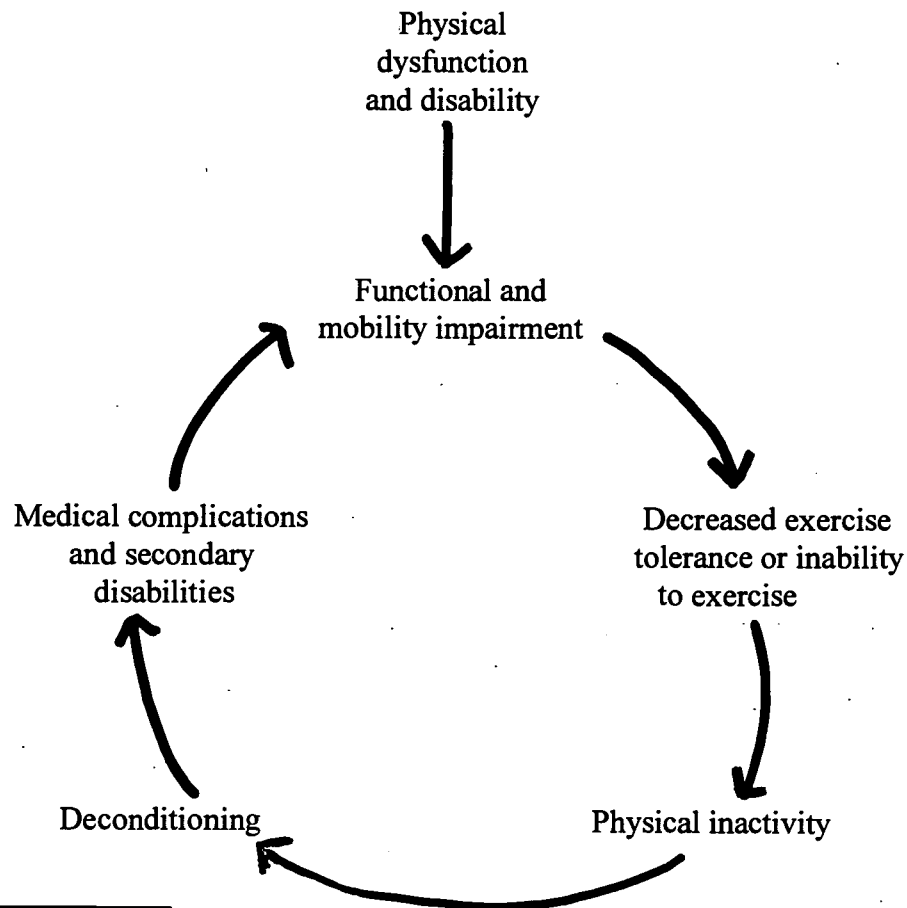 Physical
dysfunction
and disability
Functional and
mobility impairment
Decreased exercise
tolerance or inability
to exercise
Physical inactivity
Deconditioning
Medical complications
and secondary
disabilities